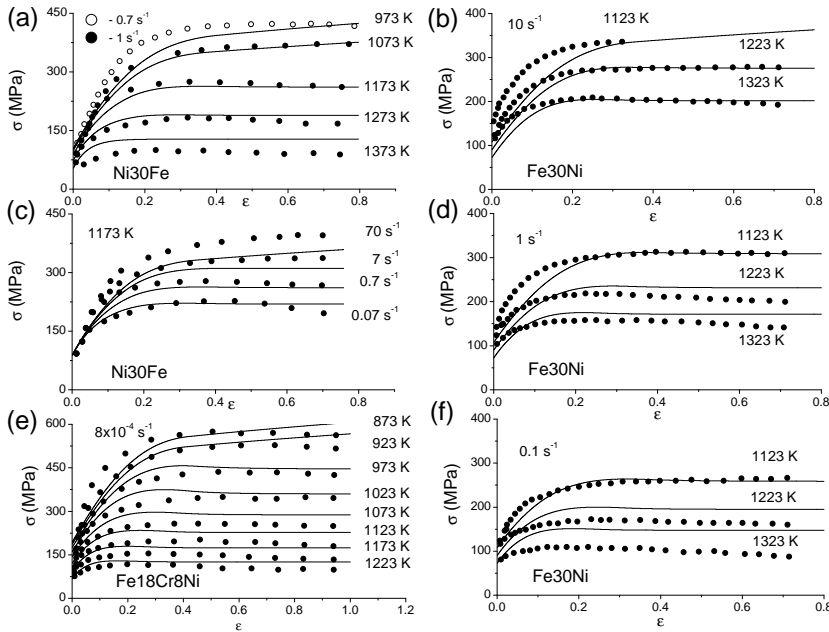 (a)
○ - 0.7 s⁻¹
● - 1 s⁻¹
973 K
1073 K
1173 K
1273 K
1373 K
Ni30Fe
σ (MPa)
450
375
300
225
150
75
0
0.0 0.2 0.4 0.6 0.8
ε
(b)
10 s⁻¹
1123 K
1223 K
1323 K
Fe30Ni
σ (MPa)
400
300
200
100
0
0.0 0.2 0.4 0.6 0.8
ε
(c)
1173 K
70 s⁻¹
7 s⁻¹
0.7 s⁻¹
0.07 s⁻¹
Ni30Fe
σ (MPa)
450
300
150
0
0.0 0.2 0.4 0.6 0.8
ε
(d)
1 s⁻¹
1123 K
1223 K
1323 K
Fe30Ni
σ (MPa)
400
300
200
100
0
0.0 0.2 0.4 0.6 0.8
ε
(e)
8x10⁻⁴ s⁻¹
873 K
923 K
973 K
1023 K
1073 K
1123 K
1173 K
1223 K
Fe18Cr8Ni
σ (MPa)
600
450
300
150
0
0.0 0.2 0.4 0.6 0.8 1.0 1.2
ε
(f)
0.1 s⁻¹
1123 K
1223 K
1323 K
Fe30Ni
σ (MPa)
400
300
200
100
0
0.0 0.2 0.4 0.6 0.8
ε